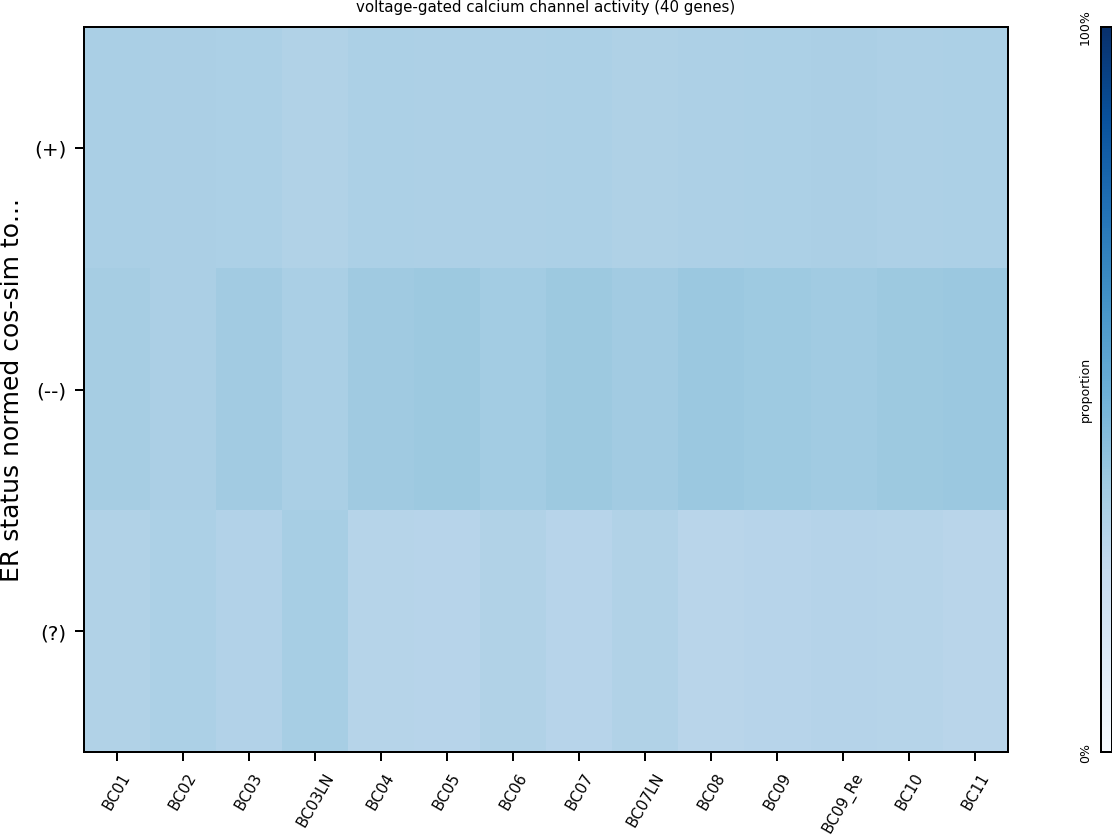 voltage-gated calcium channel activity (40 genes)
ER status normed cos-sim to...
(+)
(--)
(?)
BC01
BC02
BC03
BC03LN
BC04
BC05
BC06
BC07
BC07LN
BC08
BC09
BC09_Re
BC10
BC11
100%
proportion
0%